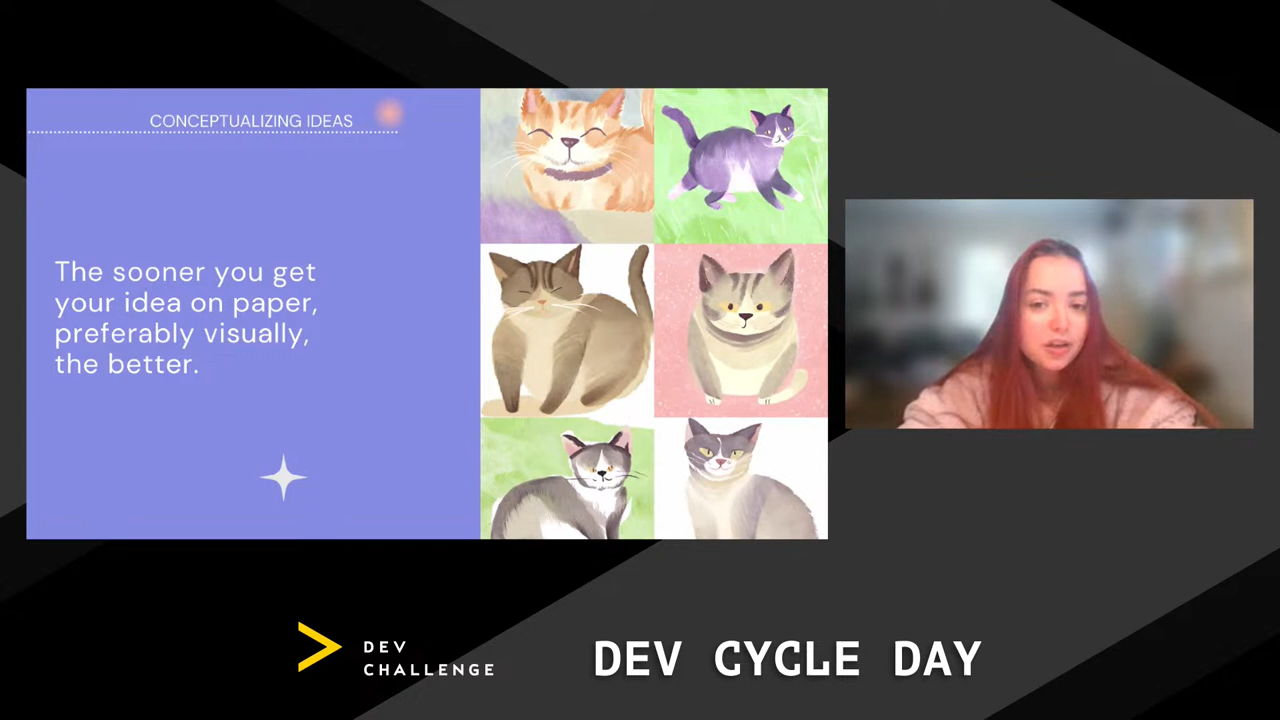 CONCEPTUALIZING IDEAS
The sooner you get
your idea on paper,
preferably visually,
the better.
DEV
CHALLENGE
DEV CYCLE DAY